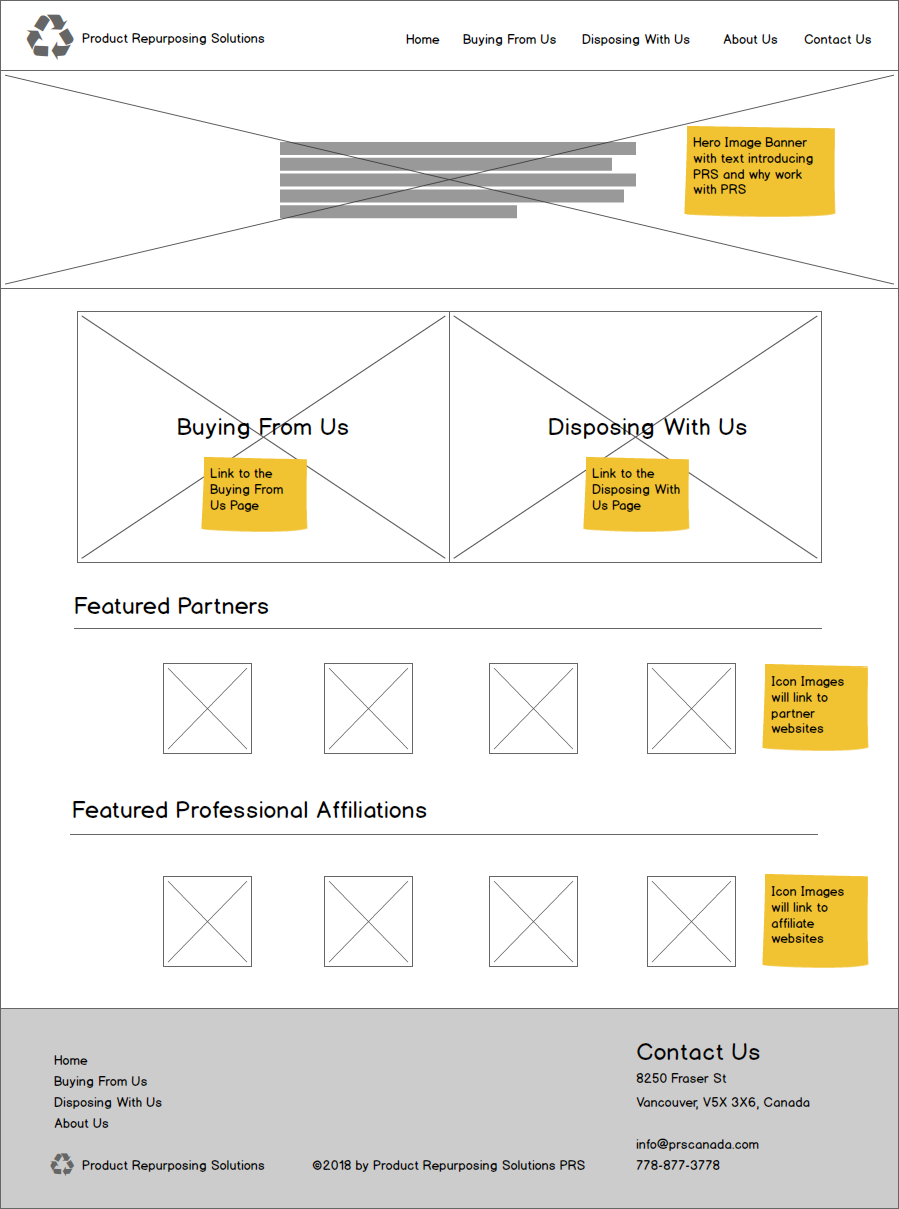 Product Repurposing Solutions
Home Buying From Us Disposing With Us About Us Contact Us
Hero Image Banner
with text introducing
PRS and why work
with PRS
Buying From Us
Link to the
Buying From
Us Page
Disposing With Us
Link to the
Disposing With
Us Page
Featured Partners
Icon Images
will link to
partner
websites
Featured Professional Affiliations
Icon Images
will link to
affiliate
websites
Home
Buying From Us
Disposing With Us
About Us
Product Repurposing Solutions
©2018 by Product Repurposing Solutions PRS
Contact Us
8250 Fraser St
Vancouver, V5X 3X6, Canada
info@prscanada.com
778-877-3778